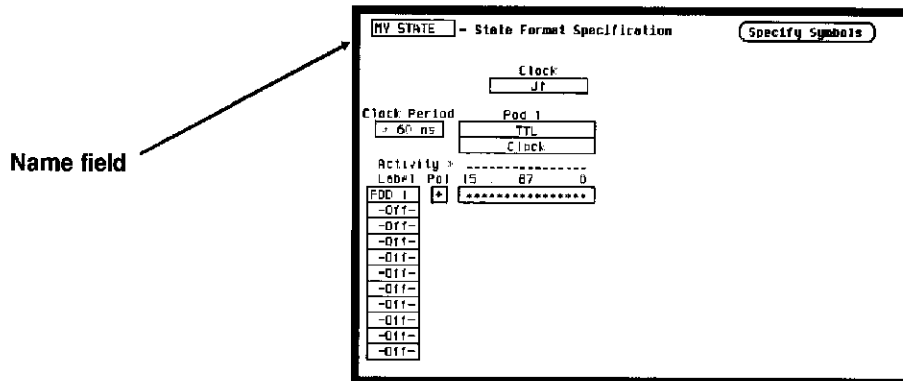 MY STATE - State Format Specification Specify Symbols
Clock
J↑
Clock Period Pod 1
> 60 ns TTL
Clock
Name field
Activity > ----------------
Label Pol 15 . 87 0
POD 1 + ****************
-Off-
-Off-
-Off-
-Off-
-Off-
-Off-
-Off-
-Off-
-Off-
-Off-